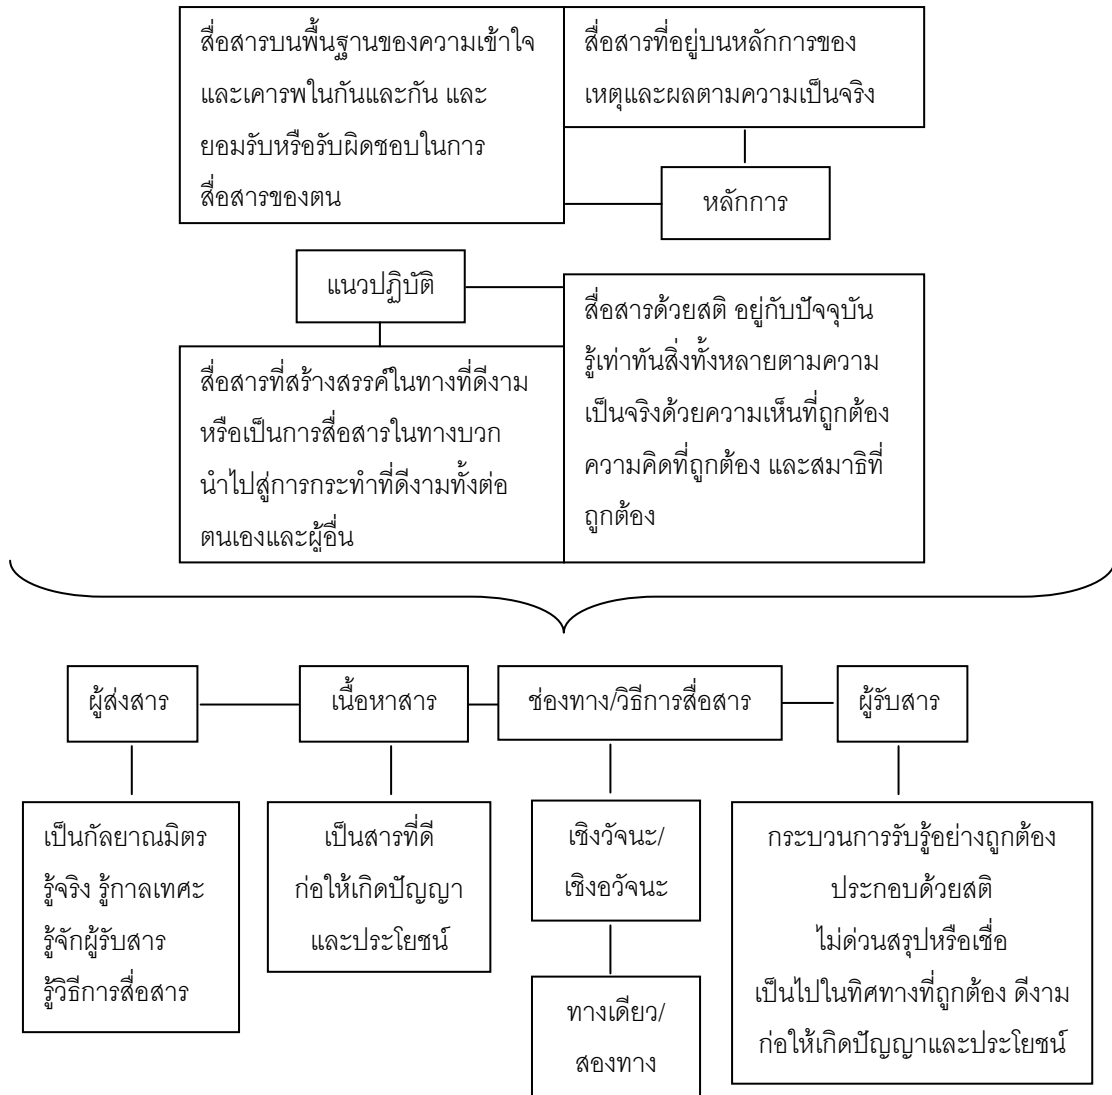 สื่อสารบนพื้นฐานของความเข้าใจ
และเคารพในกันและกัน และ
ยอมรับหรือรับผิดชอบในการ
สื่อสารของตน
สื่อสารที่อยู่บนหลักการของ
เหตุและผลตามความเป็นจริง
หลักการ
แนวปฏิบัติ
สื่อสารที่สร้างสรรค์ในทางที่ดีงาม
หรือเป็นการสื่อสารในทางบวก
นำไปสู่การกระทำที่ดีงามทั้งต่อ
ตนเองและผู้อื่น
สื่อสารด้วยสติ อยู่กับปัจจุบัน
รู้เท่าทันสิ่งทั้งหลายตามความ
เป็นจริงด้วยความเห็นที่ถูกต้อง
ความคิดที่ถูกต้อง และสมาธิที่
ถูกต้อง
ผู้ส่งสาร
เนื้อหาสาร
ช่องทาง/วิธีการสื่อสาร
ผู้รับสาร
เป็นกัลยาณมิตร
รู้จริง รู้กาลเทศะ
รู้จักผู้รับสาร
รู้วิธีการสื่อสาร
เป็นสารที่ดี
ก่อให้เกิดปัญญา
และประโยชน์
เชิงวัจนะ/
เชิงอวัจนะ
ทางเดียว/
สองทาง
กระบวนการรับรู้อย่างถูกต้อง
ประกอบด้วยสติ
ไม่ด่วนสรุปหรือเชื่อ
เป็นไปในทิศทางที่ถูกต้อง ดีงาม
ก่อให้เกิดปัญญาและประโยชน์